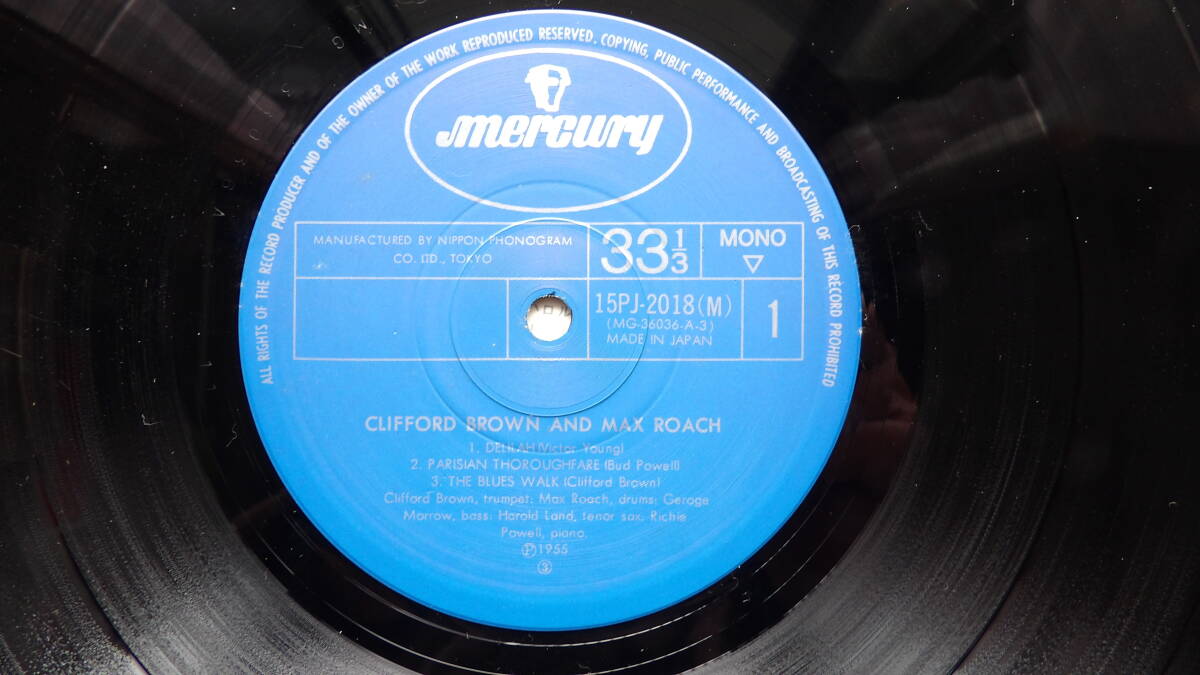 ALL RIGHTS OF THE RECORD PRODUCER AND OF THE OWNER OF THE WORK REPRODUCED RESERVED. COPYING, PUBLIC PERFORMANCE AND BROADCASTING OF THIS RECORD PROHIBITED
mercury
MANUFACTURED BY NIPPON PHONOGRAM
CO. LTD., TOKYO
33 1/3
MONO
15PJ-2018(M)
(MG-36036-A-3)
MADE IN JAPAN
1
CLIFFORD BROWN AND MAX ROACH
1. DELILAH (Victor Young)
2. PARISIAN THOROUGHFARE (Bud Powell)
3. THE BLUES WALK (Clifford Brown)
Clifford Brown, trumpet: Max Roach, drums: Geroge
Morrow, bass: Harold Land, tenor sax: Richie
Powell, piano.
Ⓟ1955
③